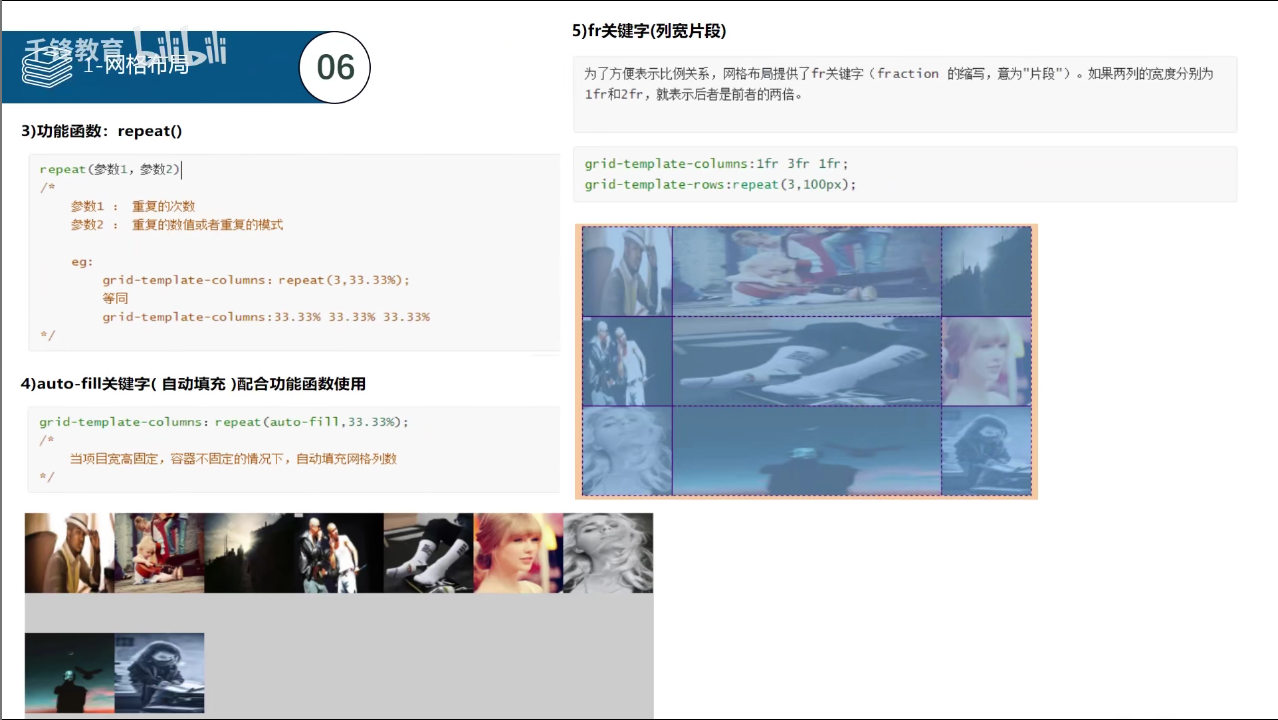 千锋教育 bilibili
1-网格布局
06
3)功能函数：repeat()
repeat(参数1，参数2)
/*
参数1 ： 重复的次数
参数2 ： 重复的数值或者重复的模式
eg:
grid-template-columns：repeat(3,33.33%);
等同
grid-template-columns:33.33% 33.33% 33.33%
*/
4)auto-fill关键字( 自动填充 )配合功能函数使用
grid-template-columns：repeat(auto-fill,33.33%);
/*
当项目宽高固定，容器不固定的情况下，自动填充网格列数
*/
5)fr关键字(列宽片段)
为了方便表示比例关系，网格布局提供了fr关键字（fraction 的缩写，意为"片段"）。如果两列的宽度分别为
1fr和2fr，就表示后者是前者的两倍。
grid-template-columns:1fr 3fr 1fr;
grid-template-rows:repeat(3,100px);